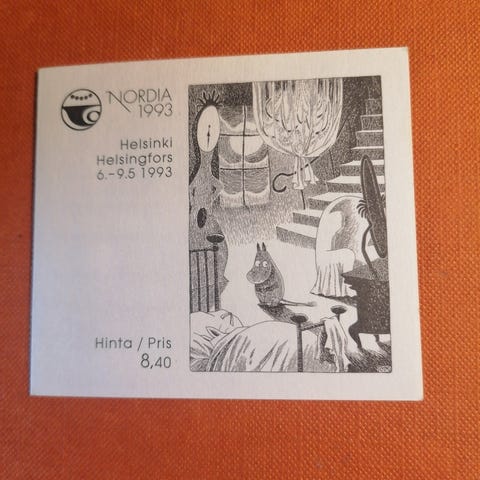 NORDIA
1993
Helsinki
Helsingfors
6.–9.5 1993
Hinta / Pris
8,40